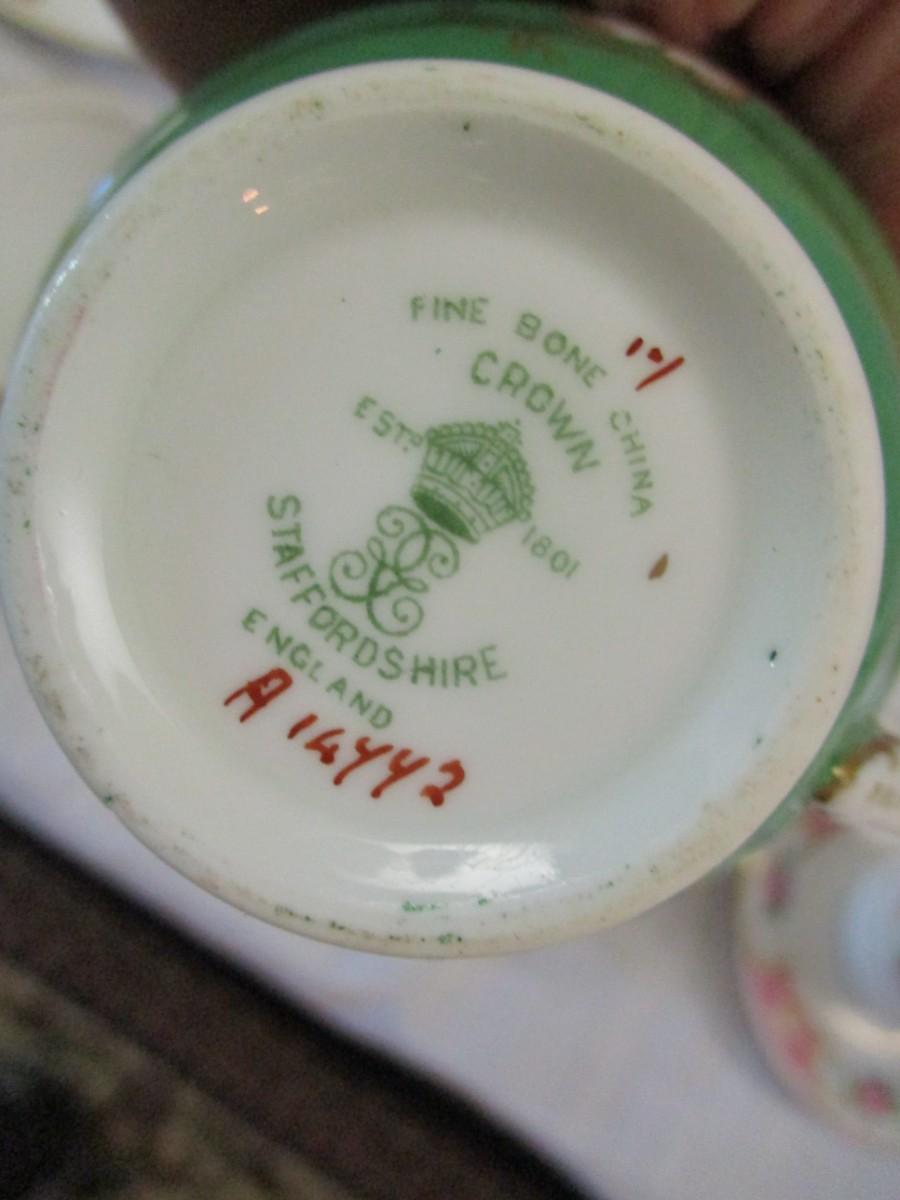 FINE BONE CHINA
CROWN
ESTD 1801
STAFFORDSHIRE
ENGLAND
A 14442